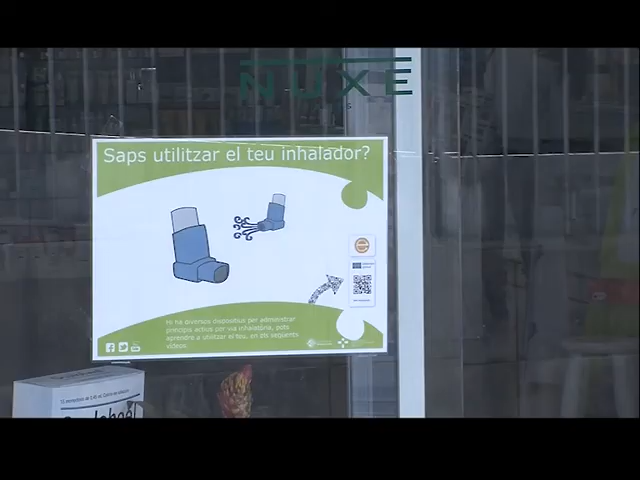 NUXE
Saps utilitzar el teu inhalador?
Hi ha diversos dispositius per administrar
principis actius per via inhalatòria, pots
aprendre a utilitzar el teu, en els següents
vídeos.